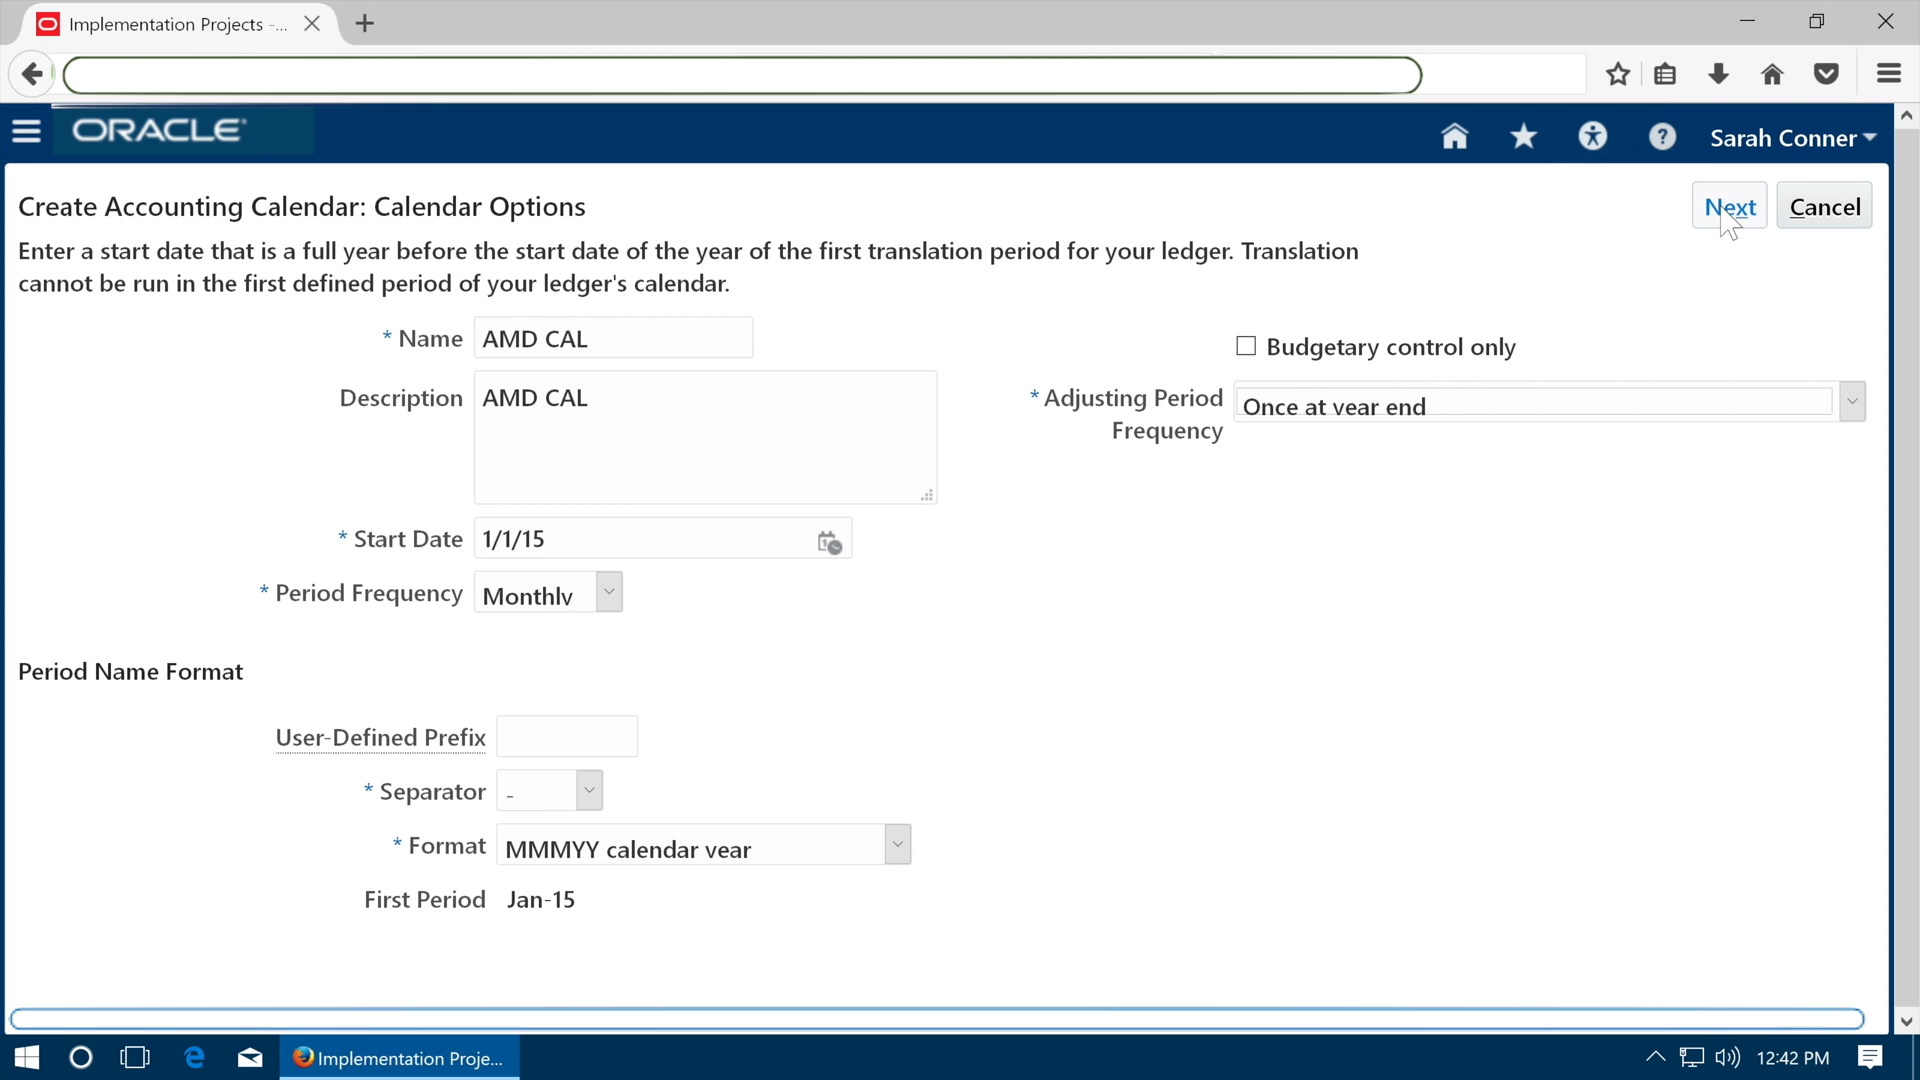 Implementation Projects -...
ORACLE
Sarah Conner
Create Accounting Calendar: Calendar Options
Next
Cancel
Enter a start date that is a full year before the start date of the year of the first translation period for your ledger. Translation
cannot be run in the first defined period of your ledger's calendar.
* Name AMD CAL
Budgetary control only
Description AMD CAL
* Adjusting Period
Frequency
Once at year end
* Start Date 1/1/15
* Period Frequency Monthly
Period Name Format
User-Defined Prefix
* Separator -
* Format MMMYY calendar year
First Period Jan-15
Implementation Proje...
12:42 PM